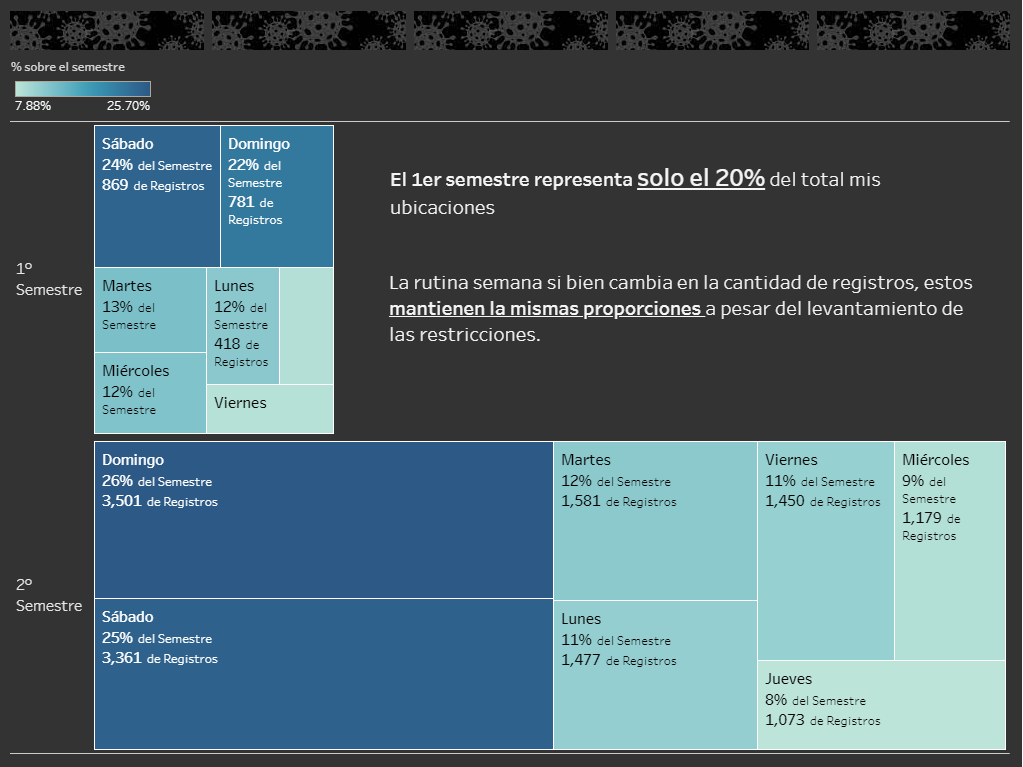 % sobre el semestre
7.88% 25.70%
1º
Semestre
Sábado
24% del Semestre
869 de Registros
Domingo
22% del
Semestre
781 de
Registros
Martes
13% del
Semestre
Lunes
12% del
Semestre
418 de
Registros
Miércoles
12% del
Semestre
Viernes
El 1er semestre representa solo el 20% del total mis
ubicaciones
La rutina semana si bien cambia en la cantidad de registros, estos
mantienen la mismas proporciones a pesar del levantamiento de
las restricciones.
2º
Semestre
Domingo
26% del Semestre
3,501 de Registros
Sábado
25% del Semestre
3,361 de Registros
Martes
12% del Semestre
1,581 de Registros
Lunes
11% del Semestre
1,477 de Registros
Viernes
11% del Semestre
1,450 de Registros
Miércoles
9% del
Semestre
1,179 de
Registros
Jueves
8% del Semestre
1,073 de Registros